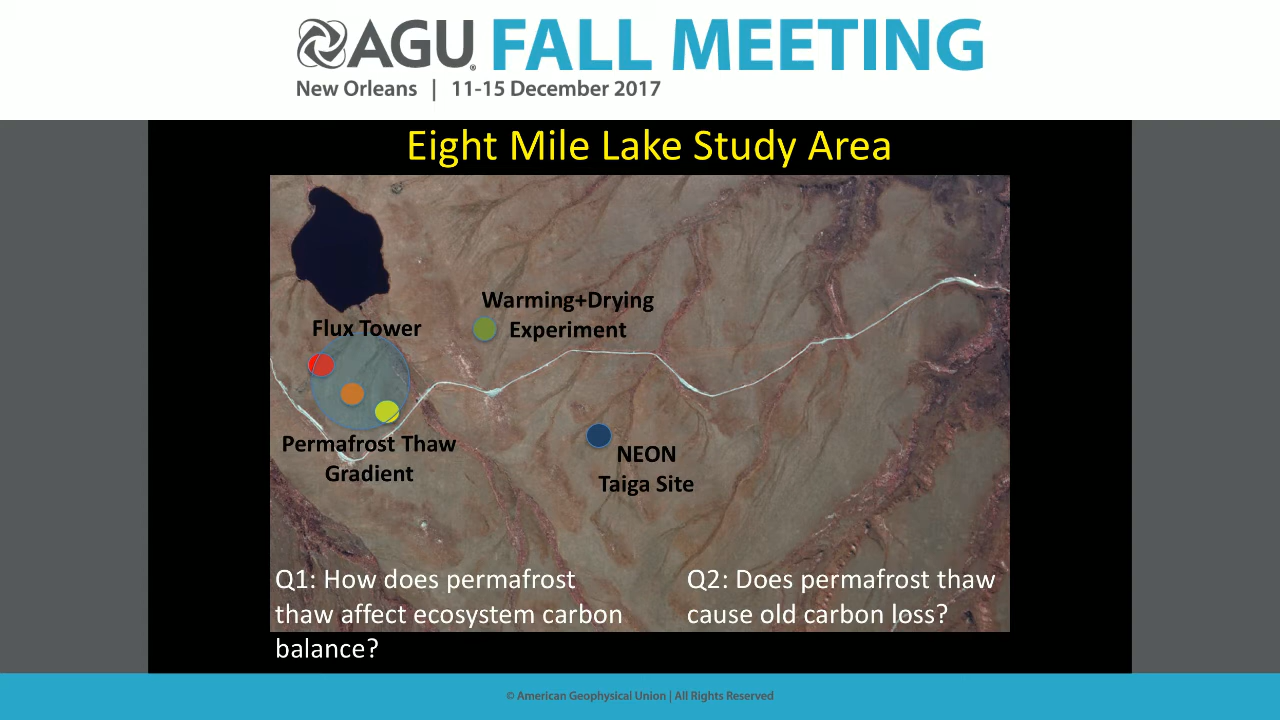 AGU FALL MEETING
New Orleans | 11-15 December 2017
Eight Mile Lake Study Area
Warming+Drying
Experiment
Flux Tower
Permafrost Thaw
Gradient
NEON
Taiga Site
Q1: How does permafrost
thaw affect ecosystem carbon
balance?
Q2: Does permafrost thaw
cause old carbon loss?
© American Geophysical Union | All Rights Reserved